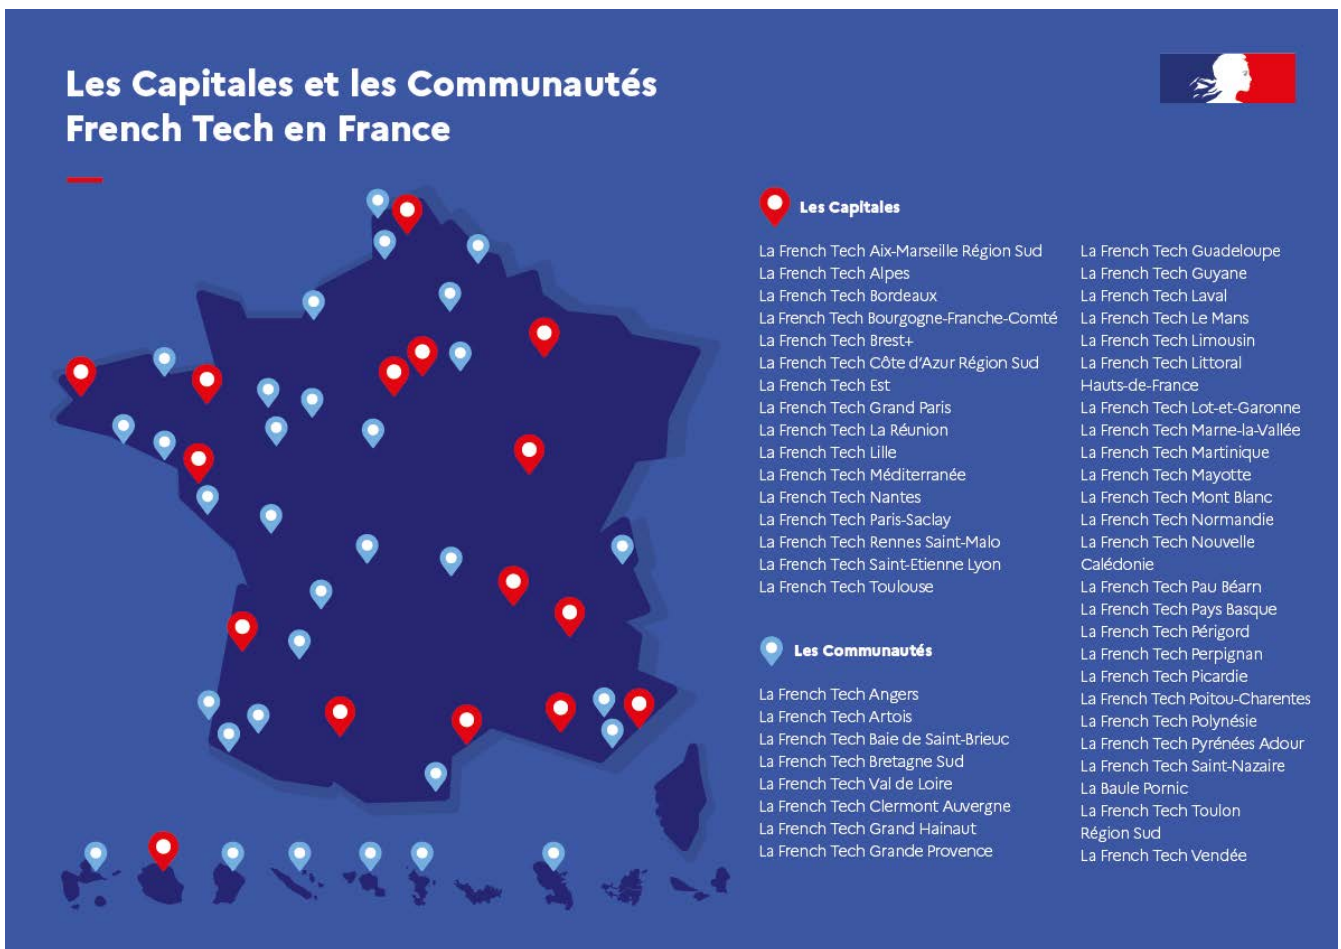 Les Capitales et les Communautés
French Tech en France
Les Capitales
La French Tech Aix-Marseille Région Sud
La French Tech Alpes
La French Tech Bordeaux
La French Tech Bourgogne-Franche-Comté
La French Tech Brest+
La French Tech Côte d'Azur Région Sud
La French Tech Est
La French Tech Grand Paris
La French Tech La Réunion
La French Tech Lille
La French Tech Méditerranée
La French Tech Nantes
La French Tech Paris-Saclay
La French Tech Rennes Saint-Malo
La French Tech Saint-Etienne Lyon
La French Tech Toulouse
Les Communautés
La French Tech Angers
La French Tech Artois
La French Tech Baie de Saint-Brieuc
La French Tech Bretagne Sud
La French Tech Val de Loire
La French Tech Clermont Auvergne
La French Tech Grand Hainaut
La French Tech Grande Provence
La French Tech Guadeloupe
La French Tech Guyane
La French Tech Laval
La French Tech Le Mans
La French Tech Limousin
La French Tech Littoral
Hauts-de-France
La French Tech Lot-et-Garonne
La French Tech Marne-la-Vallée
La French Tech Martinique
La French Tech Mayotte
La French Tech Mont Blanc
La French Tech Normandie
La French Tech Nouvelle
Calédonie
La French Tech Pau Béarn
La French Tech Pays Basque
La French Tech Périgord
La French Tech Perpignan
La French Tech Picardie
La French Tech Poitou-Charentes
La French Tech Polynésie
La French Tech Pyrénées Adour
La French Tech Saint-Nazaire
La Baule Pornic
La French Tech Toulon
Région Sud
La French Tech Vendée